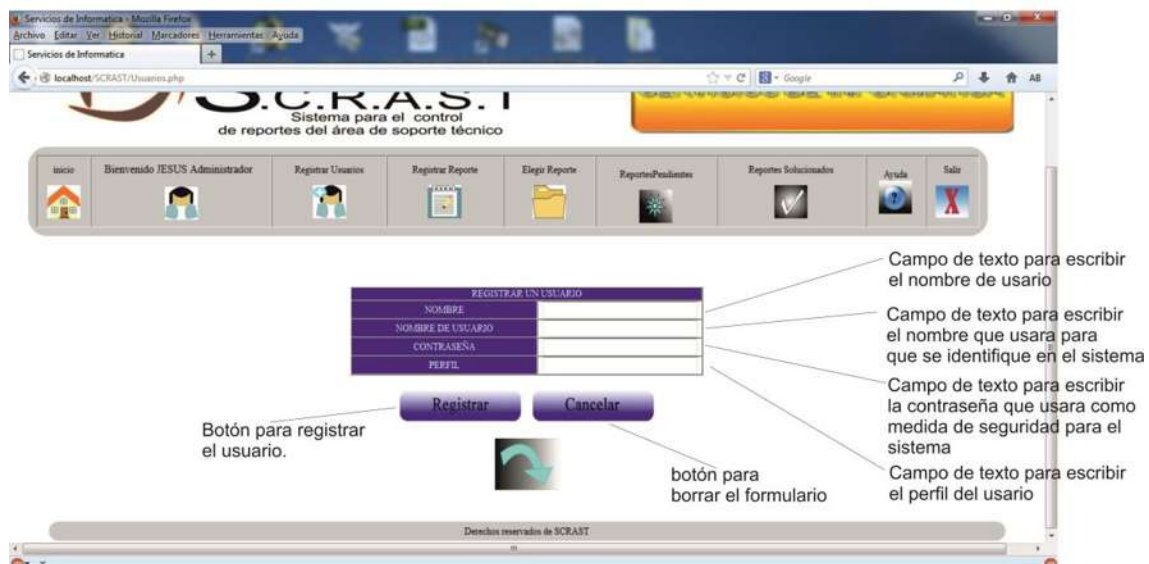 Servicios de Informatica - Mozilla Firefox
Archivo Editar Ver Historial Marcadores Herramientas Ayuda
Servicios de Informatica +
localhost/SCRAST/Usuarios.php Google AB
S.C.R.A.S.T
Sistema para el control
de reportes del área de soporte técnico
inicio Bienvenido JESUS Administrador Registrar Usuarios Registrar Reporte Elegir Reporte ReportesPendientes Reportes Solucionados Ayuda Salir
REGISTRAR UN USUARIO
NOMBRE
NOMBRE DE USUARIO
CONTRASEÑA
PERFIL
Registrar Cancelar
Campo de texto para escribir
el nombre de usario
Campo de texto para escribir
el nombre que usara para
que se identifique en el sistema
Campo de texto para escribir
la contraseña que usara como
medida de seguridad para el
sistema
Campo de texto para escribir
el perfil del usario
Botón para registrar
el usuario.
botón para
borrar el formulario
Derechos reservados de SCRAST